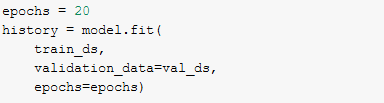 epochs = 20
history = model.fit(
    train_ds,
    validation_data=val_ds,
    epochs=epochs)